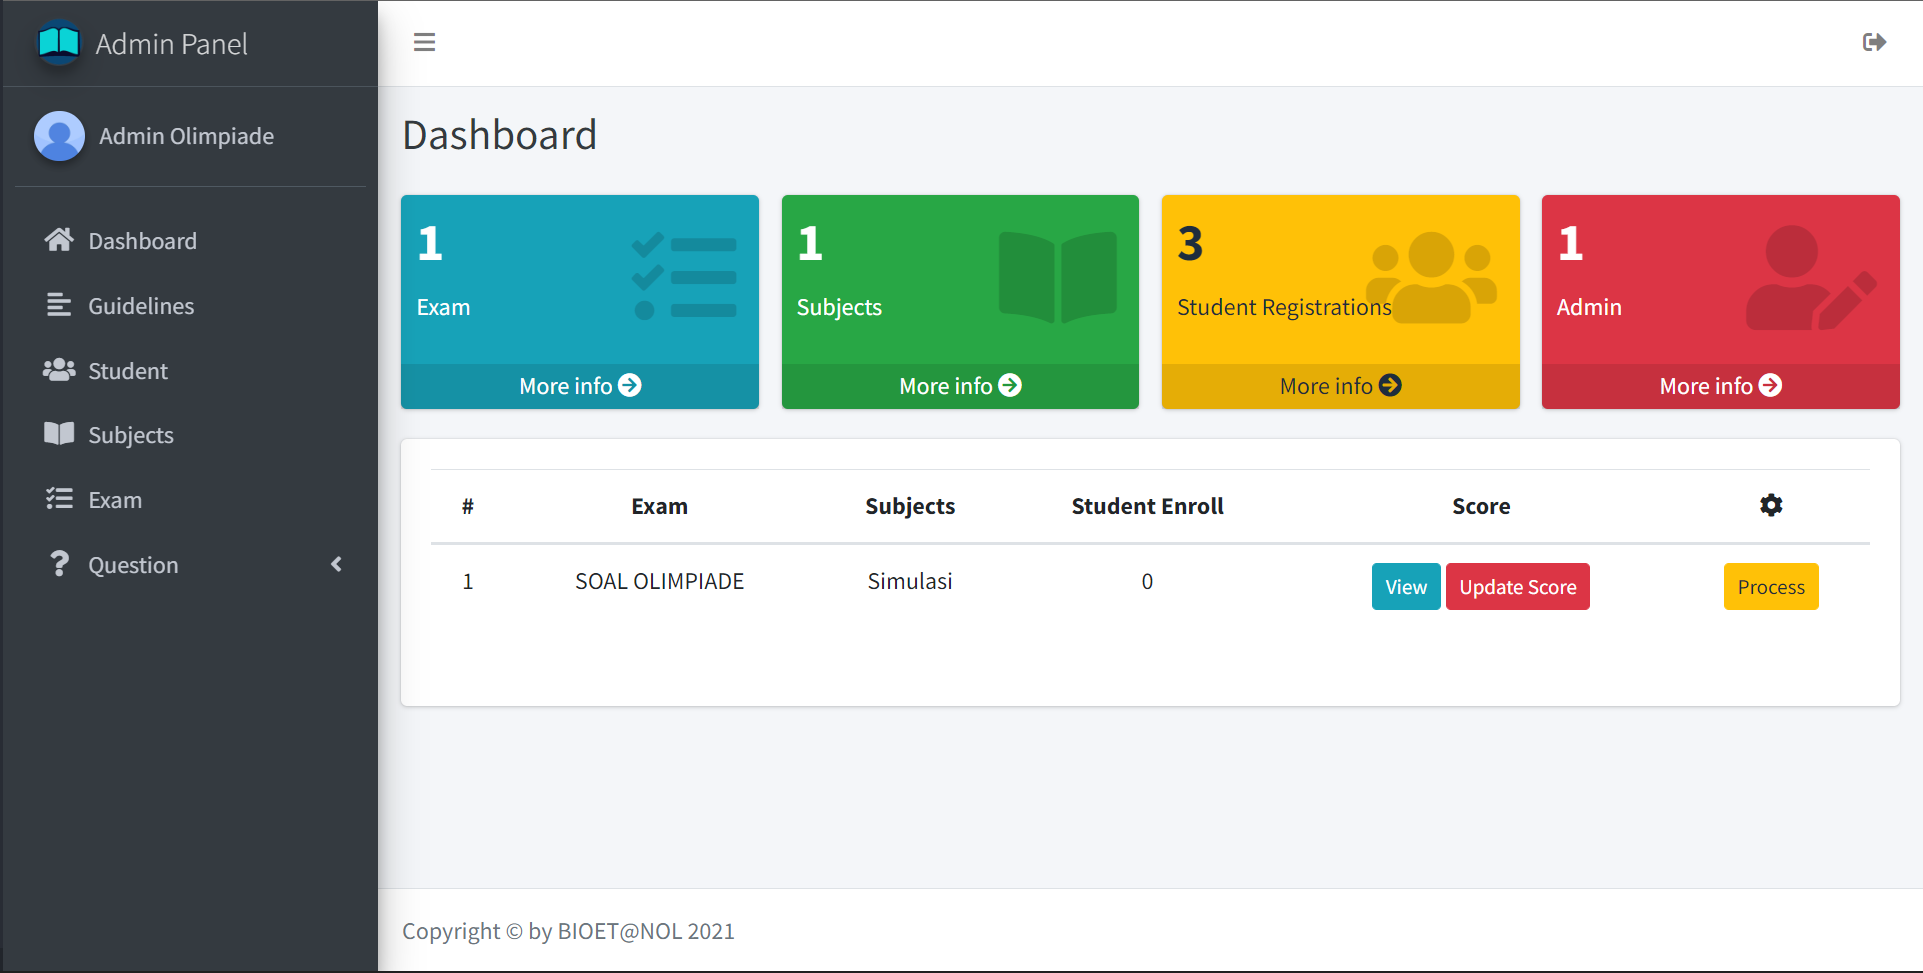 Admin Panel
Admin Olimpiade
Dashboard
Guidelines
Student
Subjects
Exam
Question
Dashboard
1
Exam
More info
1
Subjects
More info
3
Student Registrations
More info
1
Admin
More info
# Exam Subjects Student Enroll Score
1 SOAL OLIMPIADE Simulasi 0 View Update Score Process
Copyright © by BIOET@NOL 2021